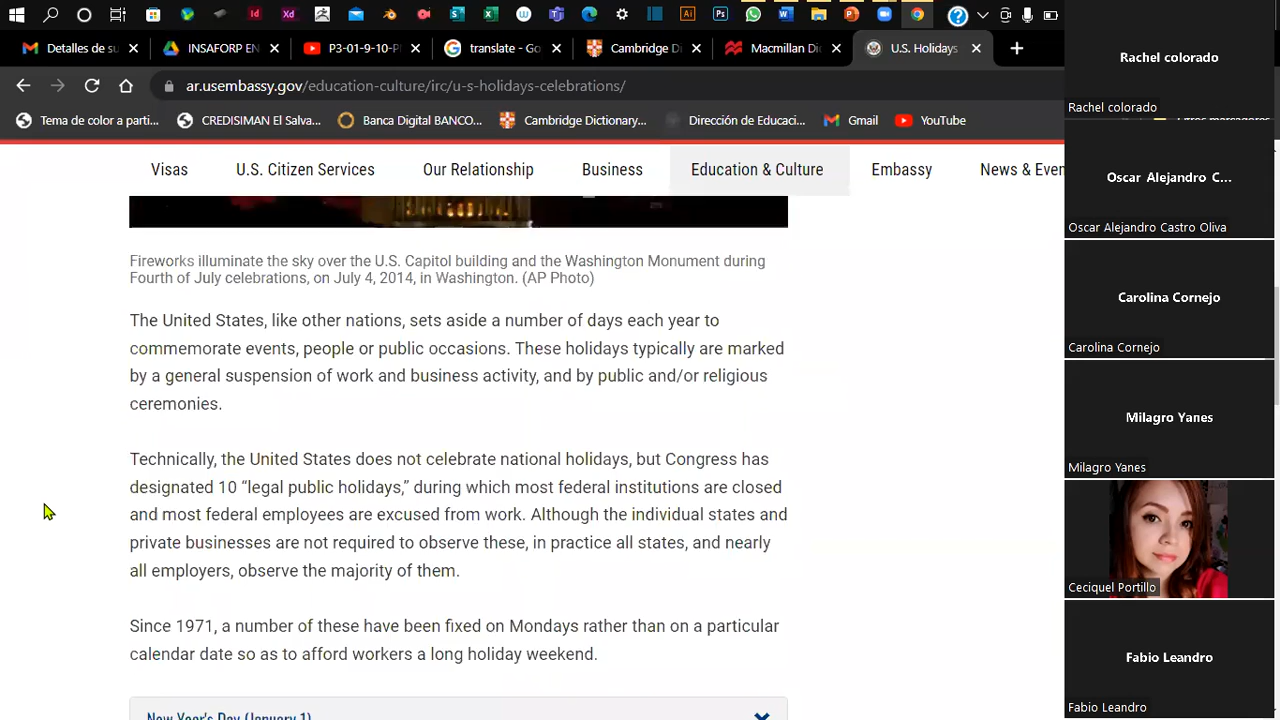 Detalles de su
INSAFORP EN
P3-01-9-10-P
translate - Go
Cambridge D
Macmillan Di
U.S. Holidays
ar.usembassy.gov/education-culture/irc/u-s-holidays-celebrations/
Tema de color a parti...
CREDISIMAN El Salva...
Banca Digital BANCO...
Cambridge Dictionary...
Dirección de Educaci...
Gmail
YouTube
Visas
U.S. Citizen Services
Our Relationship
Business
Education & Culture
Embassy
News & Even
Fireworks illuminate the sky over the U.S. Capitol building and the Washington Monument during
Fourth of July celebrations, on July 4, 2014, in Washington. (AP Photo)
The United States, like other nations, sets aside a number of days each year to
commemorate events, people or public occasions. These holidays typically are marked
by a general suspension of work and business activity, and by public and/or religious
ceremonies.
Technically, the United States does not celebrate national holidays, but Congress has
designated 10 “legal public holidays,” during which most federal institutions are closed
and most federal employees are excused from work. Although the individual states and
private businesses are not required to observe these, in practice all states, and nearly
all employers, observe the majority of them.
Since 1971, a number of these have been fixed on Mondays rather than on a particular
calendar date so as to afford workers a long holiday weekend.
New Year's Day (January 1)
Rachel colorado
Rachel colorado
Oscar Alejandro C...
Oscar Alejandro Castro Oliva
Carolina Cornejo
Carolina Cornejo
Milagro Yanes
Milagro Yanes
Ceciquel Portillo
Fabio Leandro
Fabio Leandro